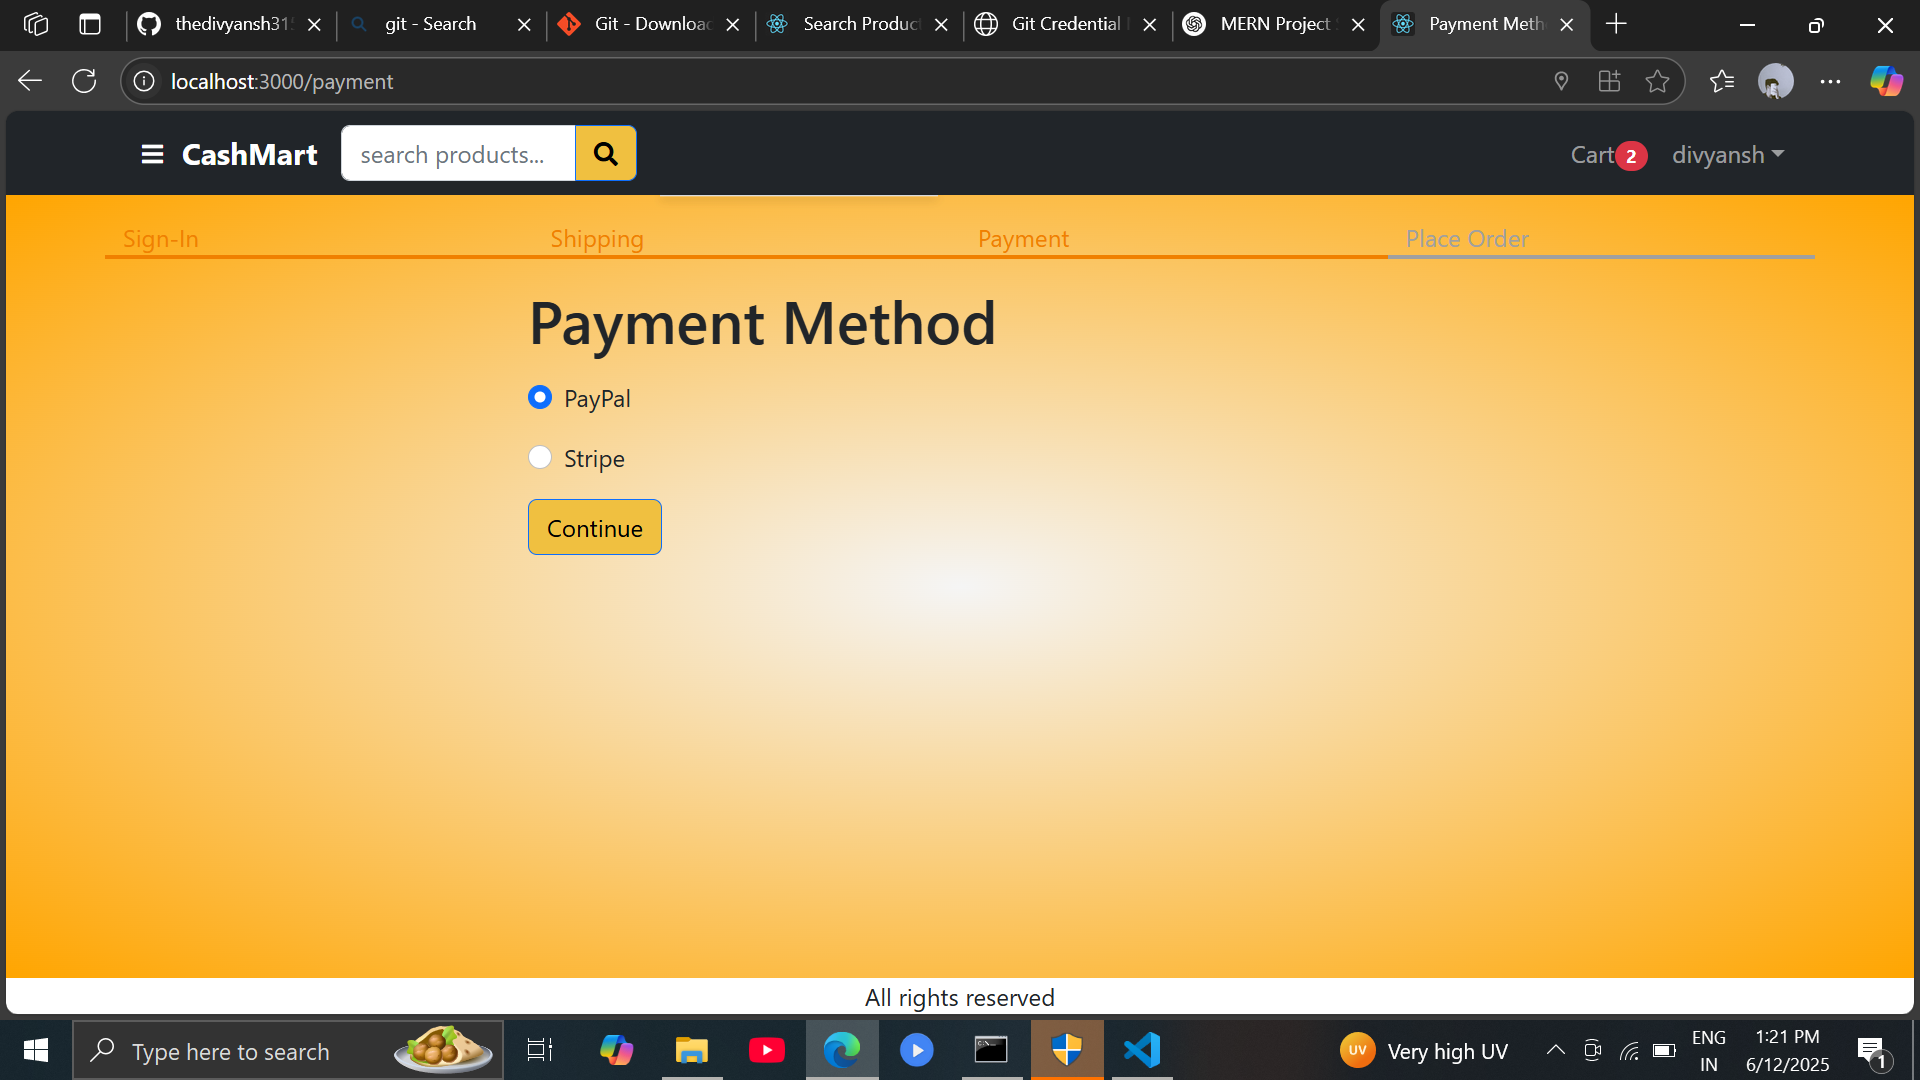 thedivyansh31
git - Search
Git - Download
Search Product
Git Credential
MERN Project
Payment Meth
localhost:3000/payment
CashMart
search products...
Cart 2
divyansh
Sign-In
Shipping
Payment
Place Order
Payment Method
PayPal
Stripe
Continue
All rights reserved
Type here to search
UV
Very high UV
ENG
IN
1:21 PM
6/12/2025
1